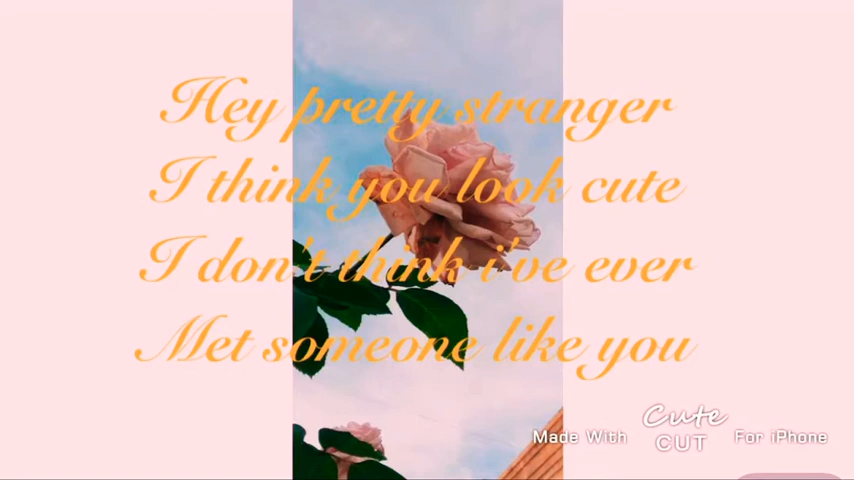 Hey pretty stranger
I think you look cute
I don't think i've ever
Met someone like you
Made With Cute CUT For iPhone